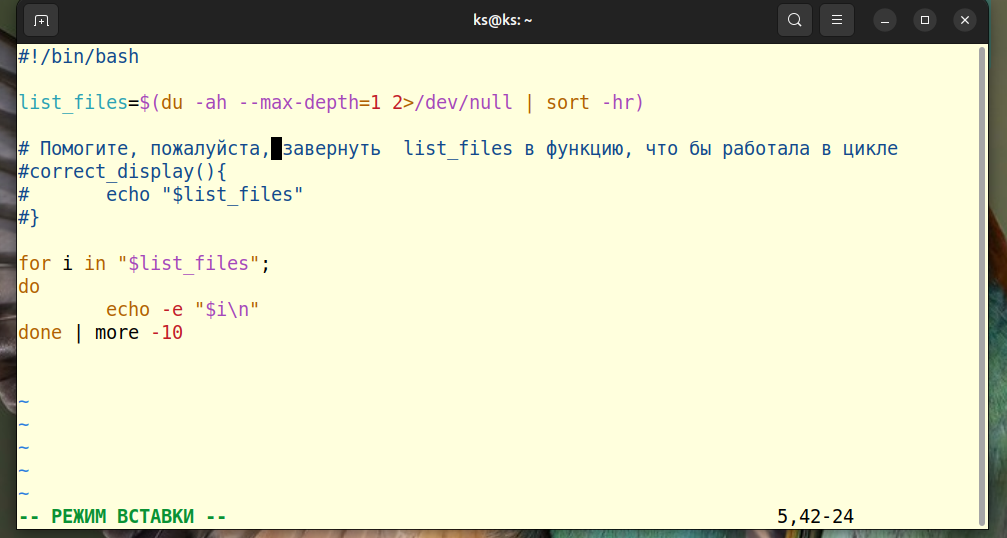 ks@ks: ~
#!/bin/bash
list_files=$(du -ah --max-depth=1 2>/dev/null | sort -hr)
# Помогите, пожалуйста, завернуть  list_files в функцию, что бы работала в цикле
#correct_display(){
#       echo "$list_files"
#}
for i in "$list_files";
do
        echo -e "$i\n"
done | more -10
~
~
~
~
~
-- РЕЖИМ ВСТАВКИ -- 5,42-24